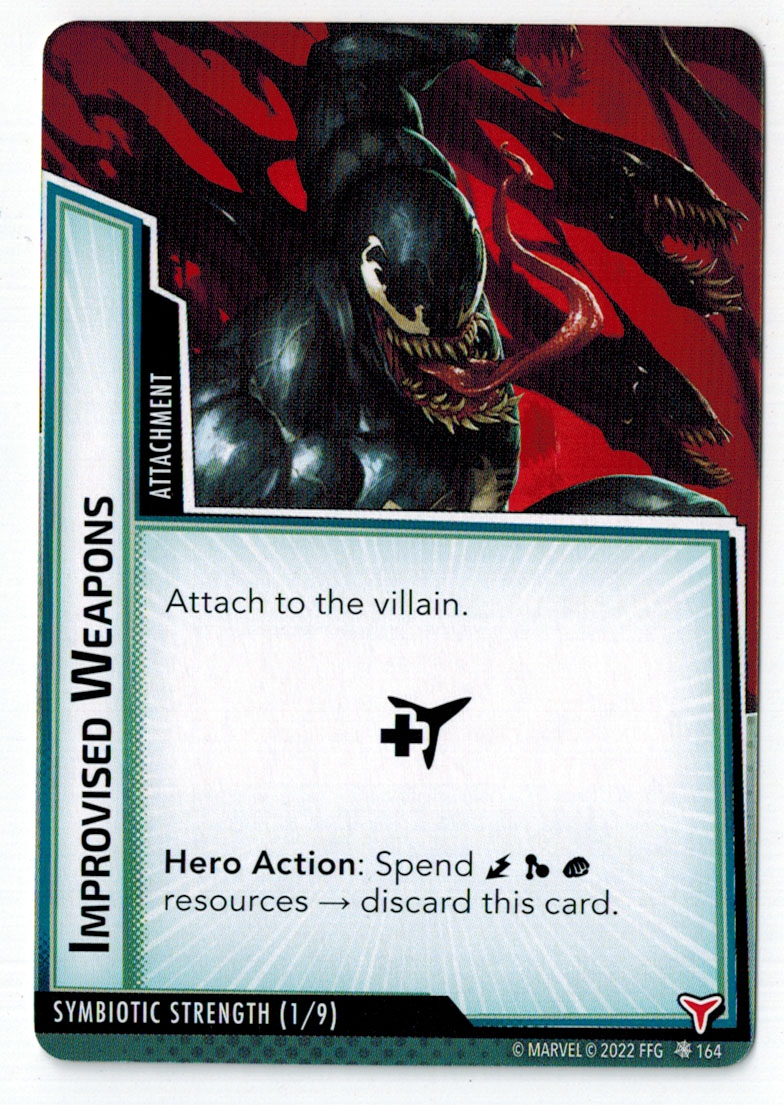 ATTACHMENT
IMPROVISED WEAPONS
Attach to the villain.
Hero Action: Spend
resources → discard this card.
SYMBIOTIC STRENGTH (1/9)
© MARVEL © 2022 FFG 164